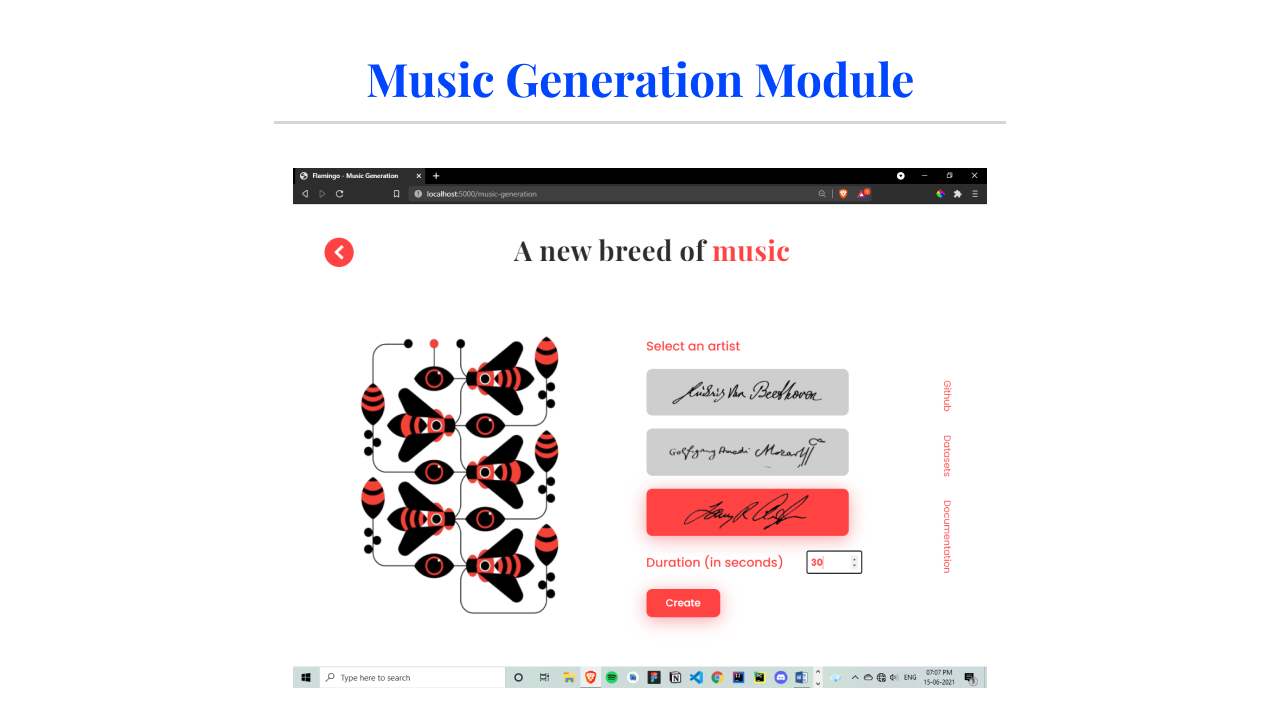 Music Generation Module
Flamingo - Music Generation
localhost:5000/music-generation
A new breed of music
Select an artist
Ludwig Van Beethoven
Wolfgang Amadi Mozart
Duration (in seconds) 30
Create
Github
Datasets
Documentation
Type here to search
ENG
07:07 PM
15-06-2021